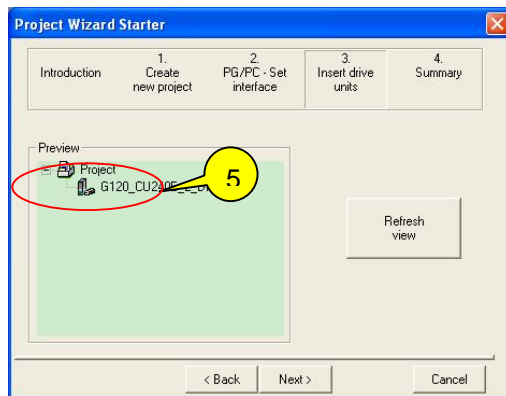 Project Wizard Starter
Introduction
1.
Create
new project
2.
PG/PC - Set
interface
3.
Insert drive
units
4.
Summary
Preview
Project
5
Refresh
view
< Back
Next >
Cancel